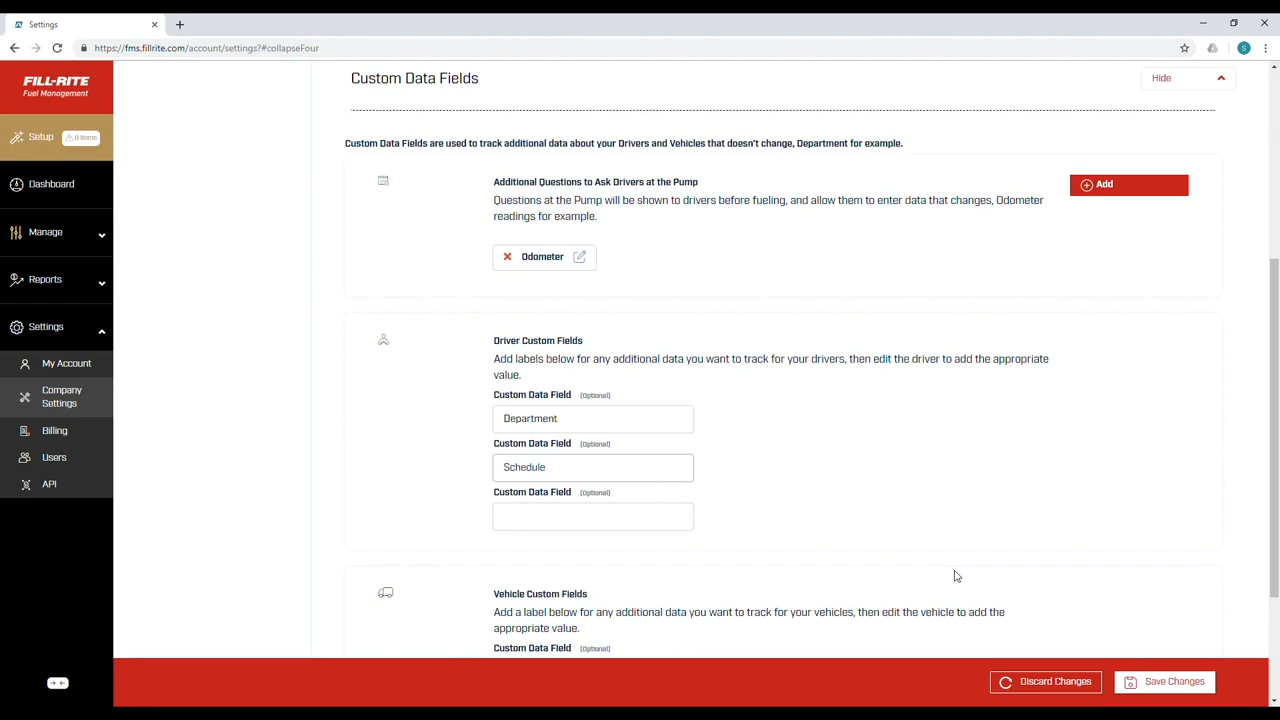 Settings
https://fms.fillrite.com/account/settings?#collapseFour
S
FILL-RITE
Fuel Management
Setup
8 items
Dashboard
Manage
Reports
Settings
My Account
Company
Settings
Billing
Users
API
Custom Data Fields
Hide
Custom Data Fields are used to track additional data about your Drivers and Vehicles that doesn't change, Department for example.
Additional Questions to Ask Drivers at the Pump
Add
Questions at the Pump will be shown to drivers before fueling, and allow them to enter data that changes, Odometer
readings for example.
Odometer
Driver Custom Fields
Add labels below for any additional data you want to track for your drivers, then edit the driver to add the appropriate
value.
Custom Data Field [Optional]
Department
Custom Data Field [Optional]
Schedule
Custom Data Field [Optional]
Vehicle Custom Fields
Add a label below for any additional data you want to track for your vehicles, then edit the vehicle to add the
appropriate value.
Custom Data Field [Optional]
Discard Changes
Save Changes